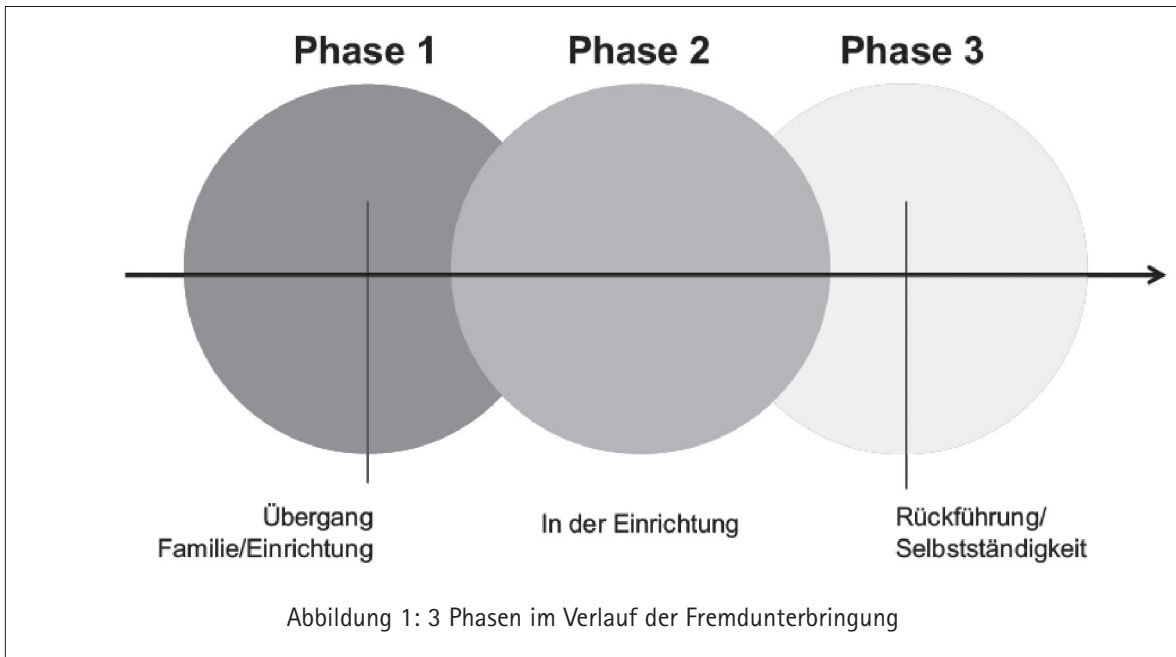 Phase 1
Phase 2
Phase 3
Übergang
Familie/Einrichtung
In der Einrichtung
Rückführung/
Selbstständigkeit
Abbildung 1: 3 Phasen im Verlauf der Fremdunterbringung